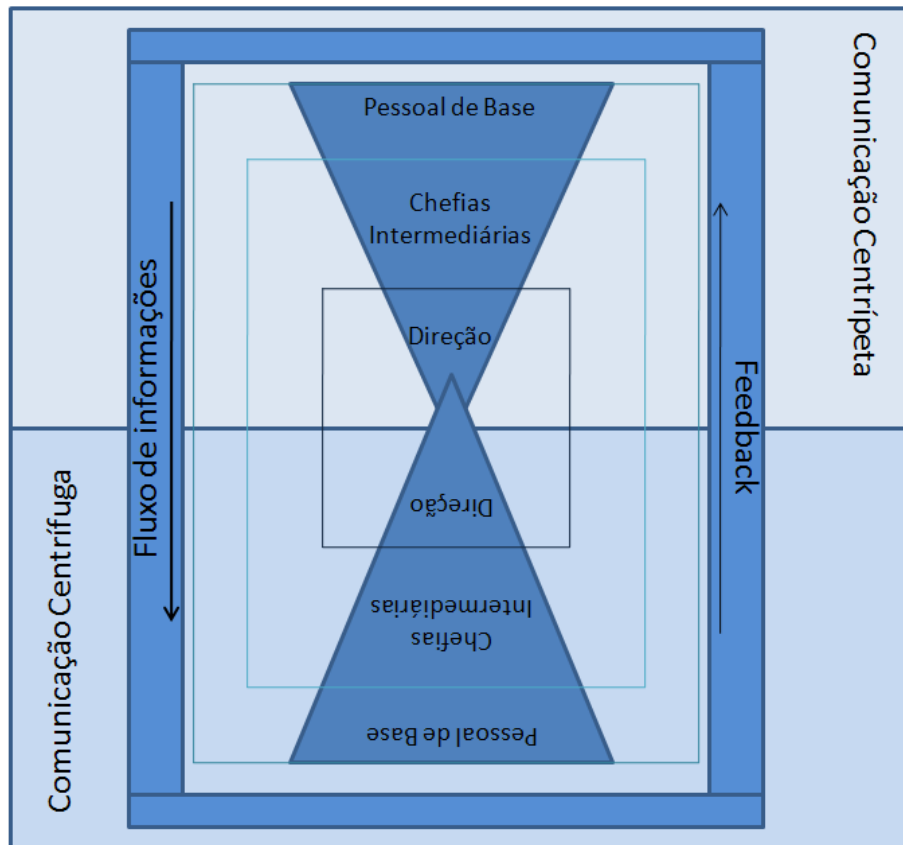 Pessoal de Base
Chefias
Intermediárias
Direção
Comunicação Centrípeta
Fluxo de informações
Feedback
Comunicação Centrífuga
Direção
Chefias
Intermediárias
Pessoal de Base